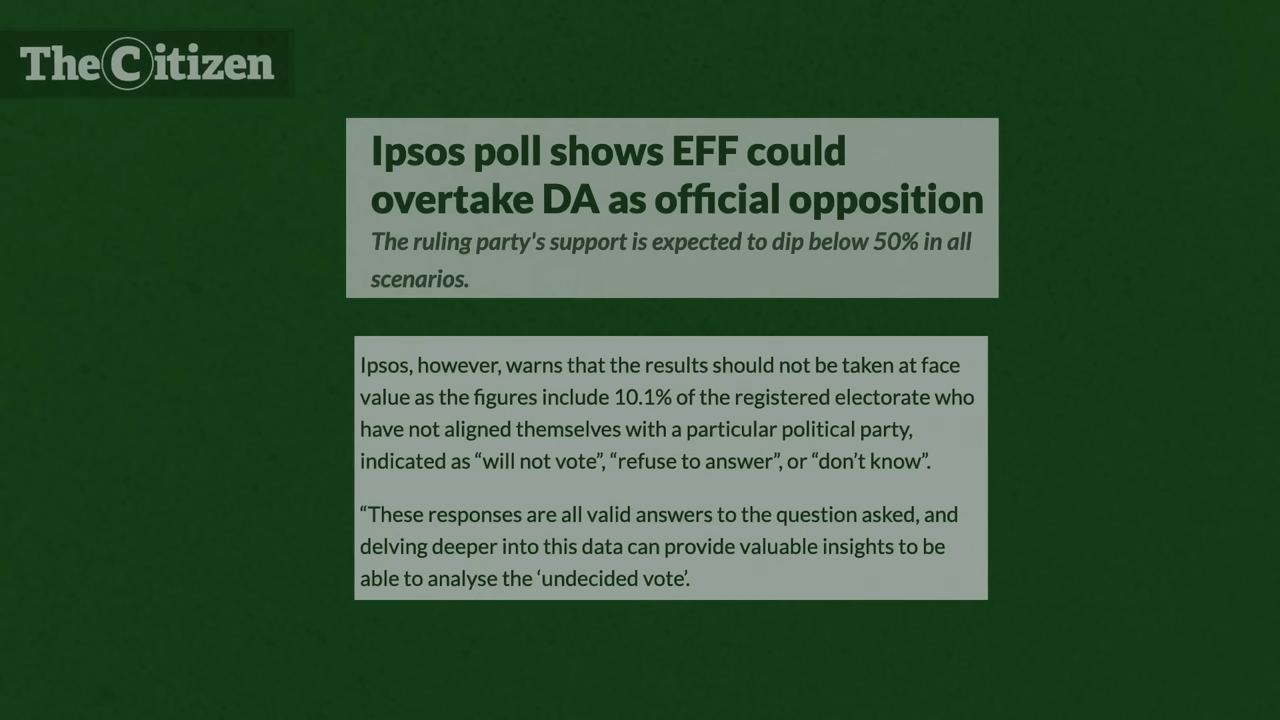 The Citizen
Ipsos poll shows EFF could
overtake DA as official opposition
The ruling party's support is expected to dip below 50% in all
scenarios.
Ipsos, however, warns that the results should not be taken at face
value as the figures include 10.1% of the registered electorate who
have not aligned themselves with a particular political party,
indicated as “will not vote”, “refuse to answer”, or “don’t know”.
“These responses are all valid answers to the question asked, and
delving deeper into this data can provide valuable insights to be
able to analyse the ‘undecided vote’.